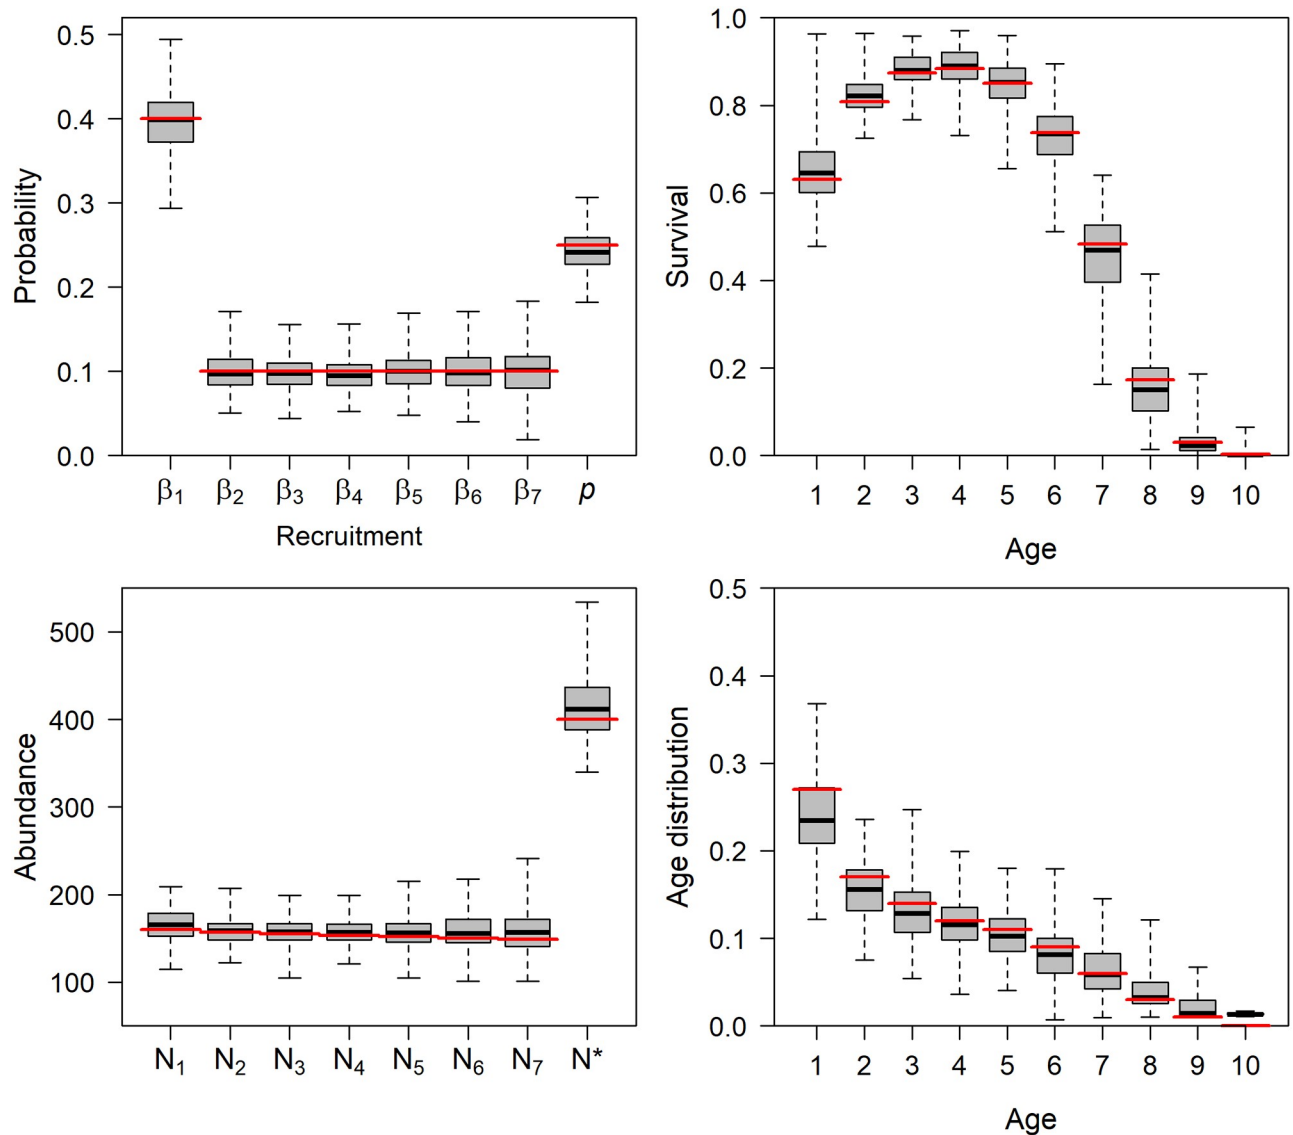 Probability
0.5
0.4
0.3
0.2
0.1
0.0
β₁ β₂ β₃ β₄ β₅ β₆ β₇ p
Recruitment
Survival
1.0
0.8
0.6
0.4
0.2
0.0
1 2 3 4 5 6 7 8 9 10
Age
Abundance
500
400
300
200
100
N₁ N₂ N₃ N₄ N₅ N₆ N₇ N*
Age distribution
0.5
0.4
0.3
0.2
0.1
0.0
1 2 3 4 5 6 7 8 9 10
Age